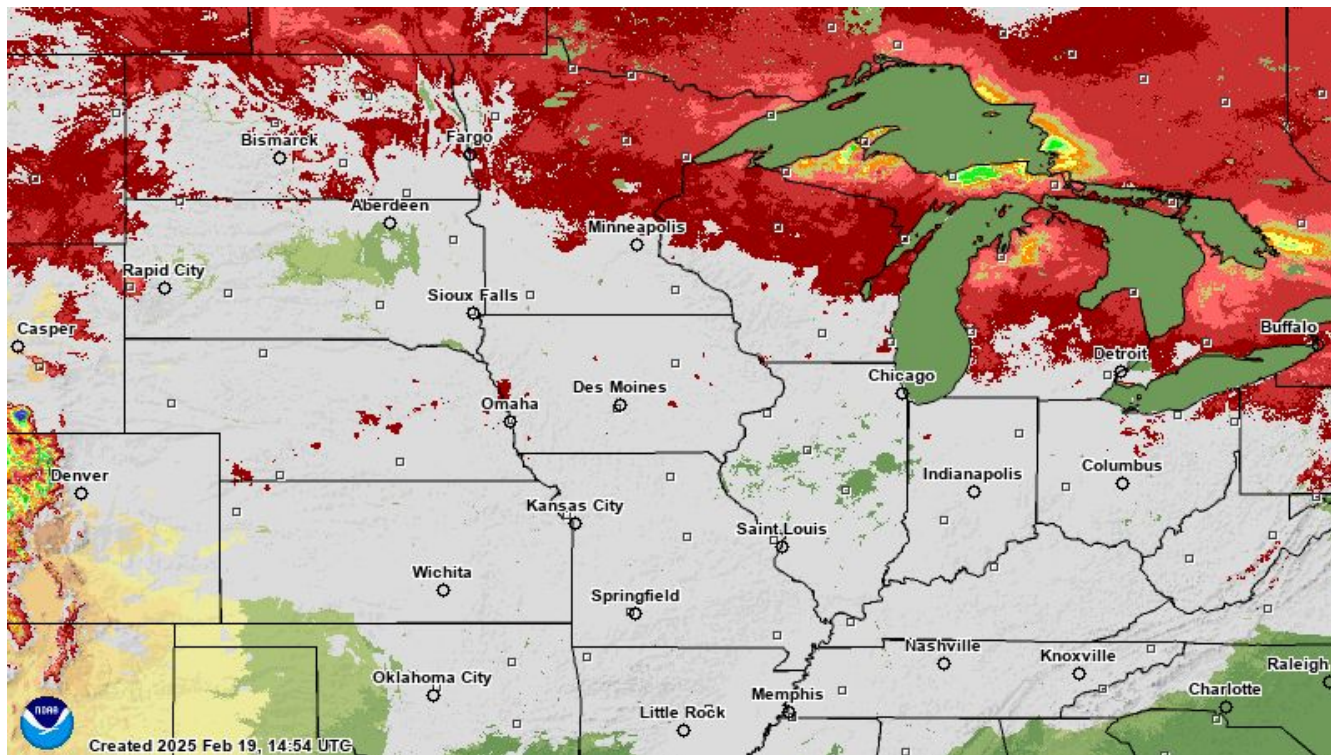 Bismarck
Fargo
Aberdeen
Minneapolis
Rapid City
Sioux Falls
Casper
Buffalo
Detroit
Chicago
Des Moines
Omaha
Denver
Indianapolis
Columbus
Kansas City
Saint Louis
Wichita
Springfield
Nashville
Knoxville
Raleigh
Oklahoma City
Memphis
Charlotte
Little Rock
NOAA
Created 2025 Feb 19, 14:54 UTC